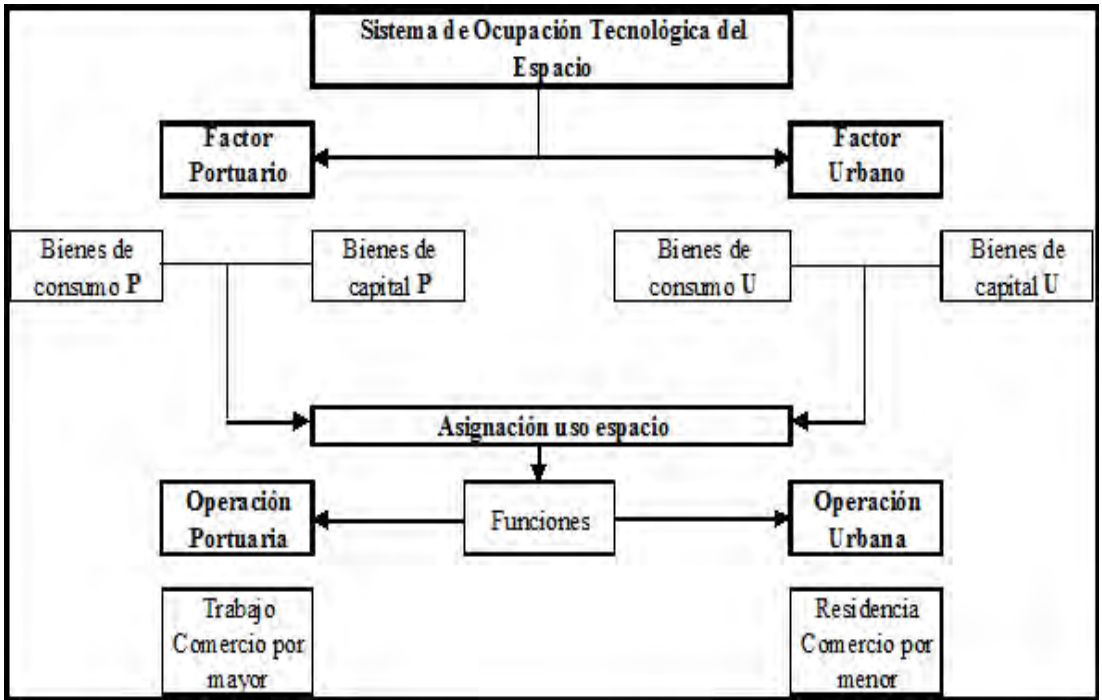 Sistema de Ocupación Tecnológica del
Espacio
Factor
Portuario
Factor
Urbano
Bienes de
consumo P
Bienes de
capital P
Bienes de
consumo U
Bienes de
capital U
Asignación uso espacio
Operación
Portuaria
Funciones
Operación
Urbana
Trabajo
Comercio por
mayor
Residencia
Comercio por
menor